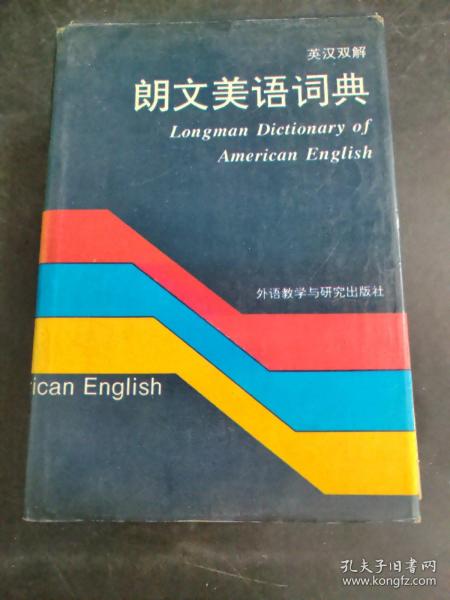 英汉双解
朗文美语词典
Longman Dictionary of
American English
外语教学与研究出版社
ican English
孔夫子旧书网
www.kongfz.com